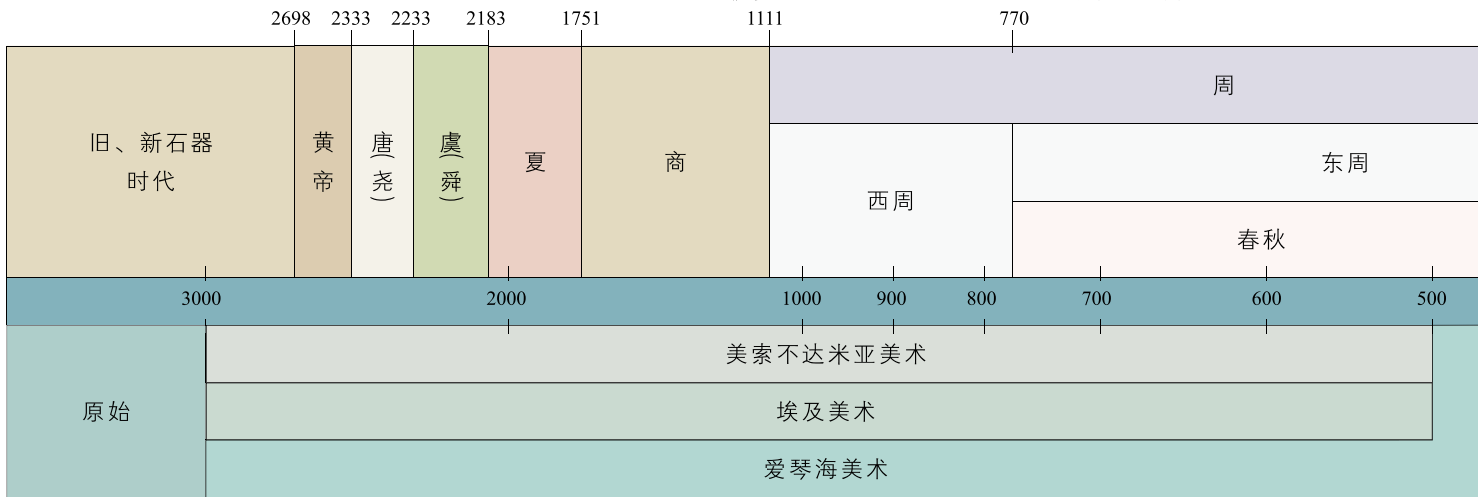 2698 2333 2233 2183 1751 1111 770
旧、新石器
时代
黄帝
唐(尧)
虞(舜)
夏
商
周
西周
东周
春秋
3000 2000 1000 900 800 700 600 500
原始
美索不达米亚美术
埃及美术
爱琴海美术